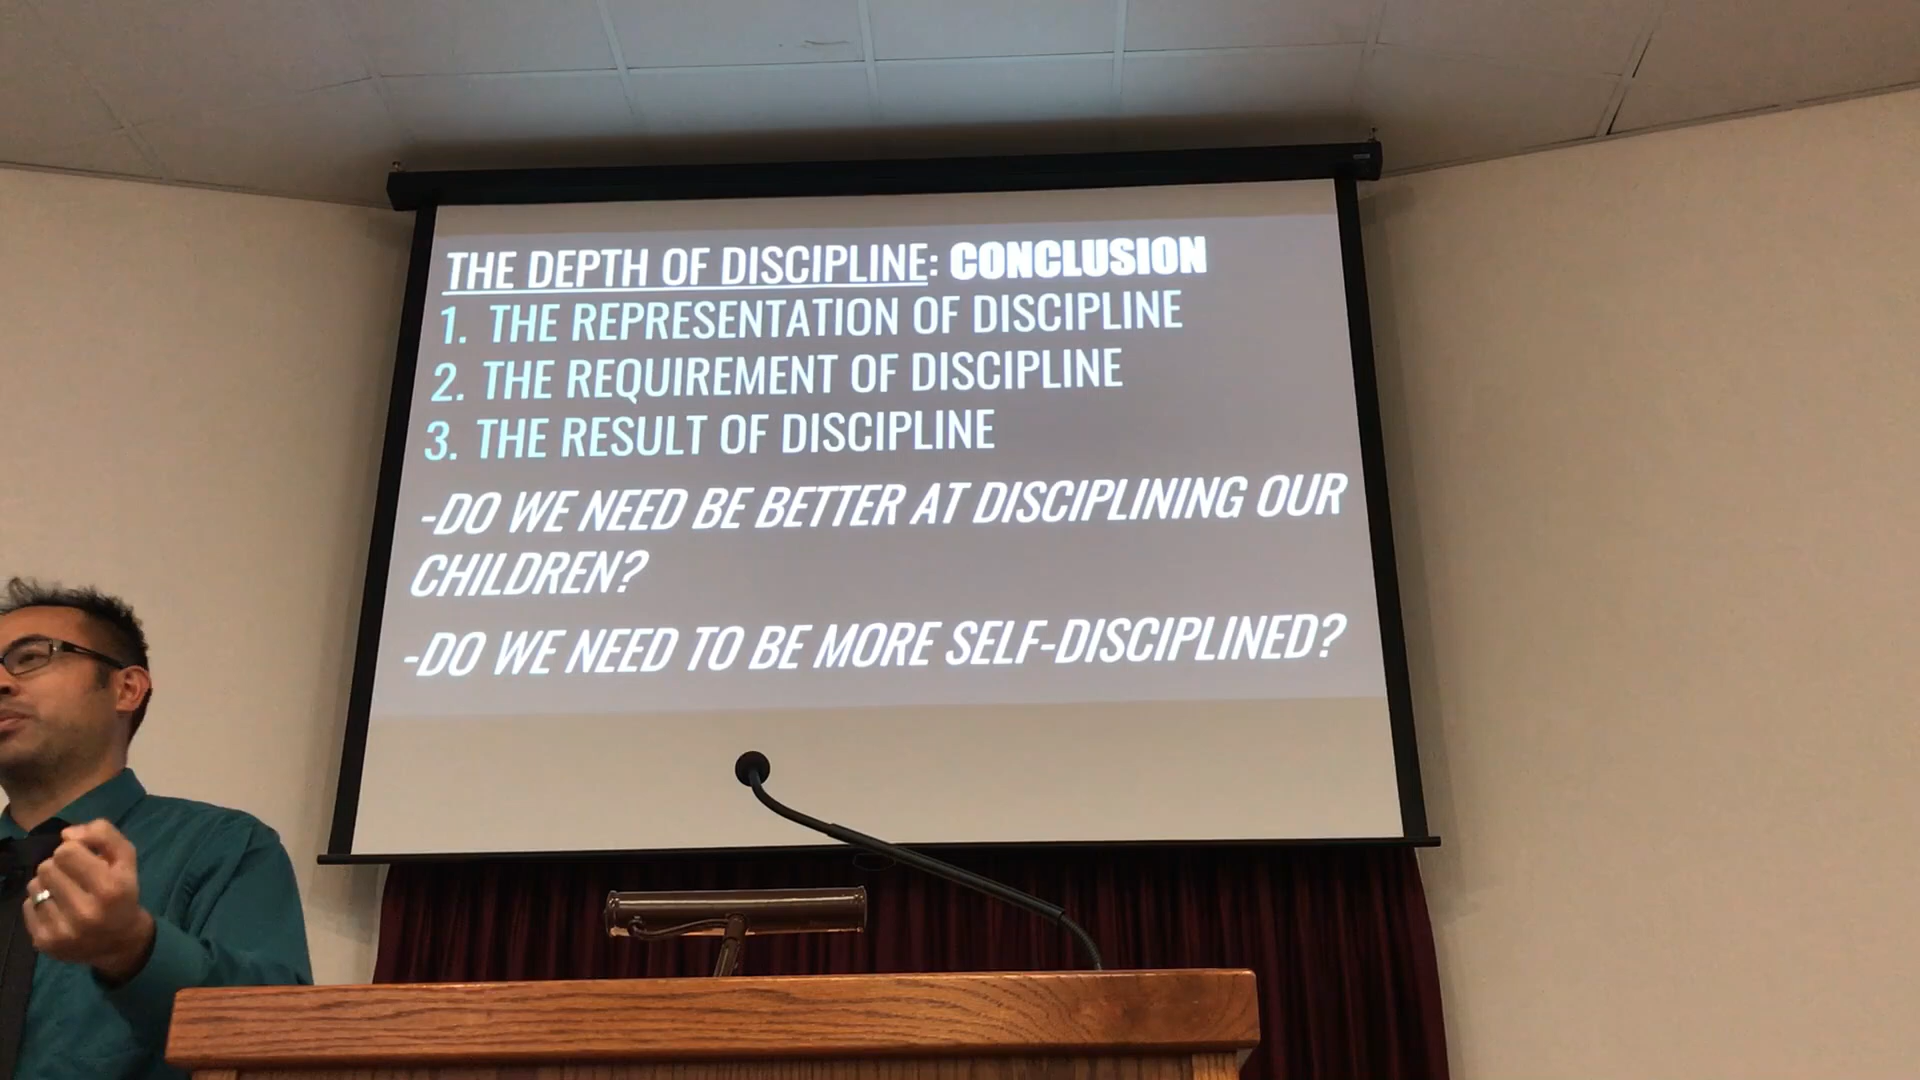 THE DEPTH OF DISCIPLINE: CONCLUSION
1. THE REPRESENTATION OF DISCIPLINE
2. THE REQUIREMENT OF DISCIPLINE
3. THE RESULT OF DISCIPLINE
-DO WE NEED BE BETTER AT DISCIPLINING OUR
CHILDREN?
-DO WE NEED TO BE MORE SELF-DISCIPLINED?